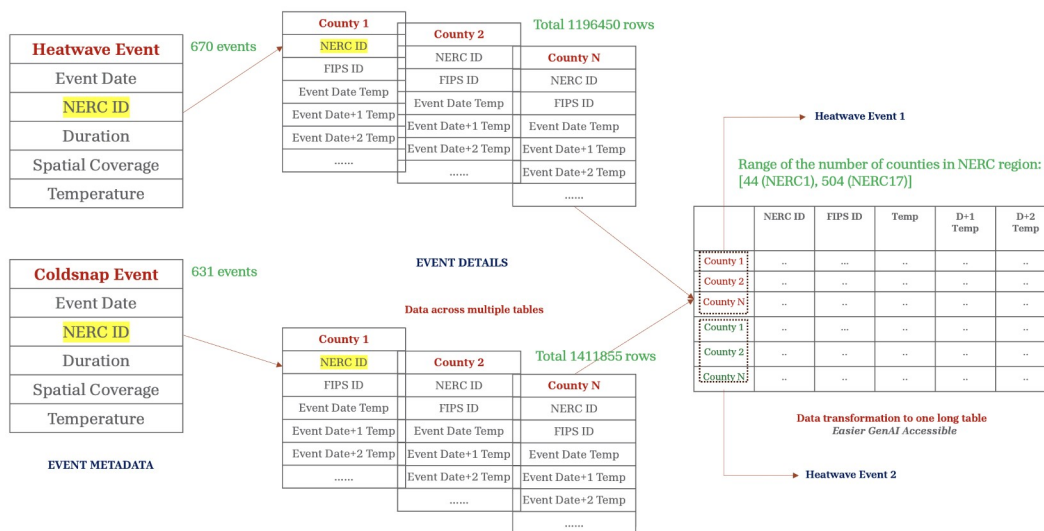 Heatwave Event
Event Date
NERC ID
Duration
Spatial Coverage
Temperature
670 events
County 1
NERC ID
FIPS ID
Event Date Temp
Event Date+1 Temp
Event Date+2 Temp
......
County 2
NERC ID
FIPS ID
Event Date Temp
Event Date+1 Temp
Event Date+2 Temp
......
Total 1196450 rows
County N
NERC ID
FIPS ID
Event Date Temp
Event Date+1 Temp
Event Date+2 Temp
......
Coldsnap Event
Event Date
NERC ID
Duration
Spatial Coverage
Temperature
631 events
EVENT METADATA
EVENT DETAILS
Data across multiple tables
County 1
NERC ID
FIPS ID
Event Date Temp
Event Date+1 Temp
Event Date+2 Temp
......
County 2
NERC ID
FIPS ID
Event Date Temp
Event Date+1 Temp
Event Date+2 Temp
......
Total 1411855 rows
County N
NERC ID
FIPS ID
Event Date Temp
Event Date+1 Temp
Event Date+2 Temp
......
Heatwave Event 1
Range of the number of counties in NERC region:
[44 (NERC1), 504 (NERC17)]
NERC ID FIPS ID Temp D+1 Temp D+2 Temp
County 1 .. ... .. .. ..
County 2 .. .. .. .. ..
County N .. .. .. .. ..
County 1 .. ... .. .. ..
County 2 .. .. .. .. ..
County N .. .. .. .. ..
Data transformation to one long table
Easier GenAI Accessible
Heatwave Event 2